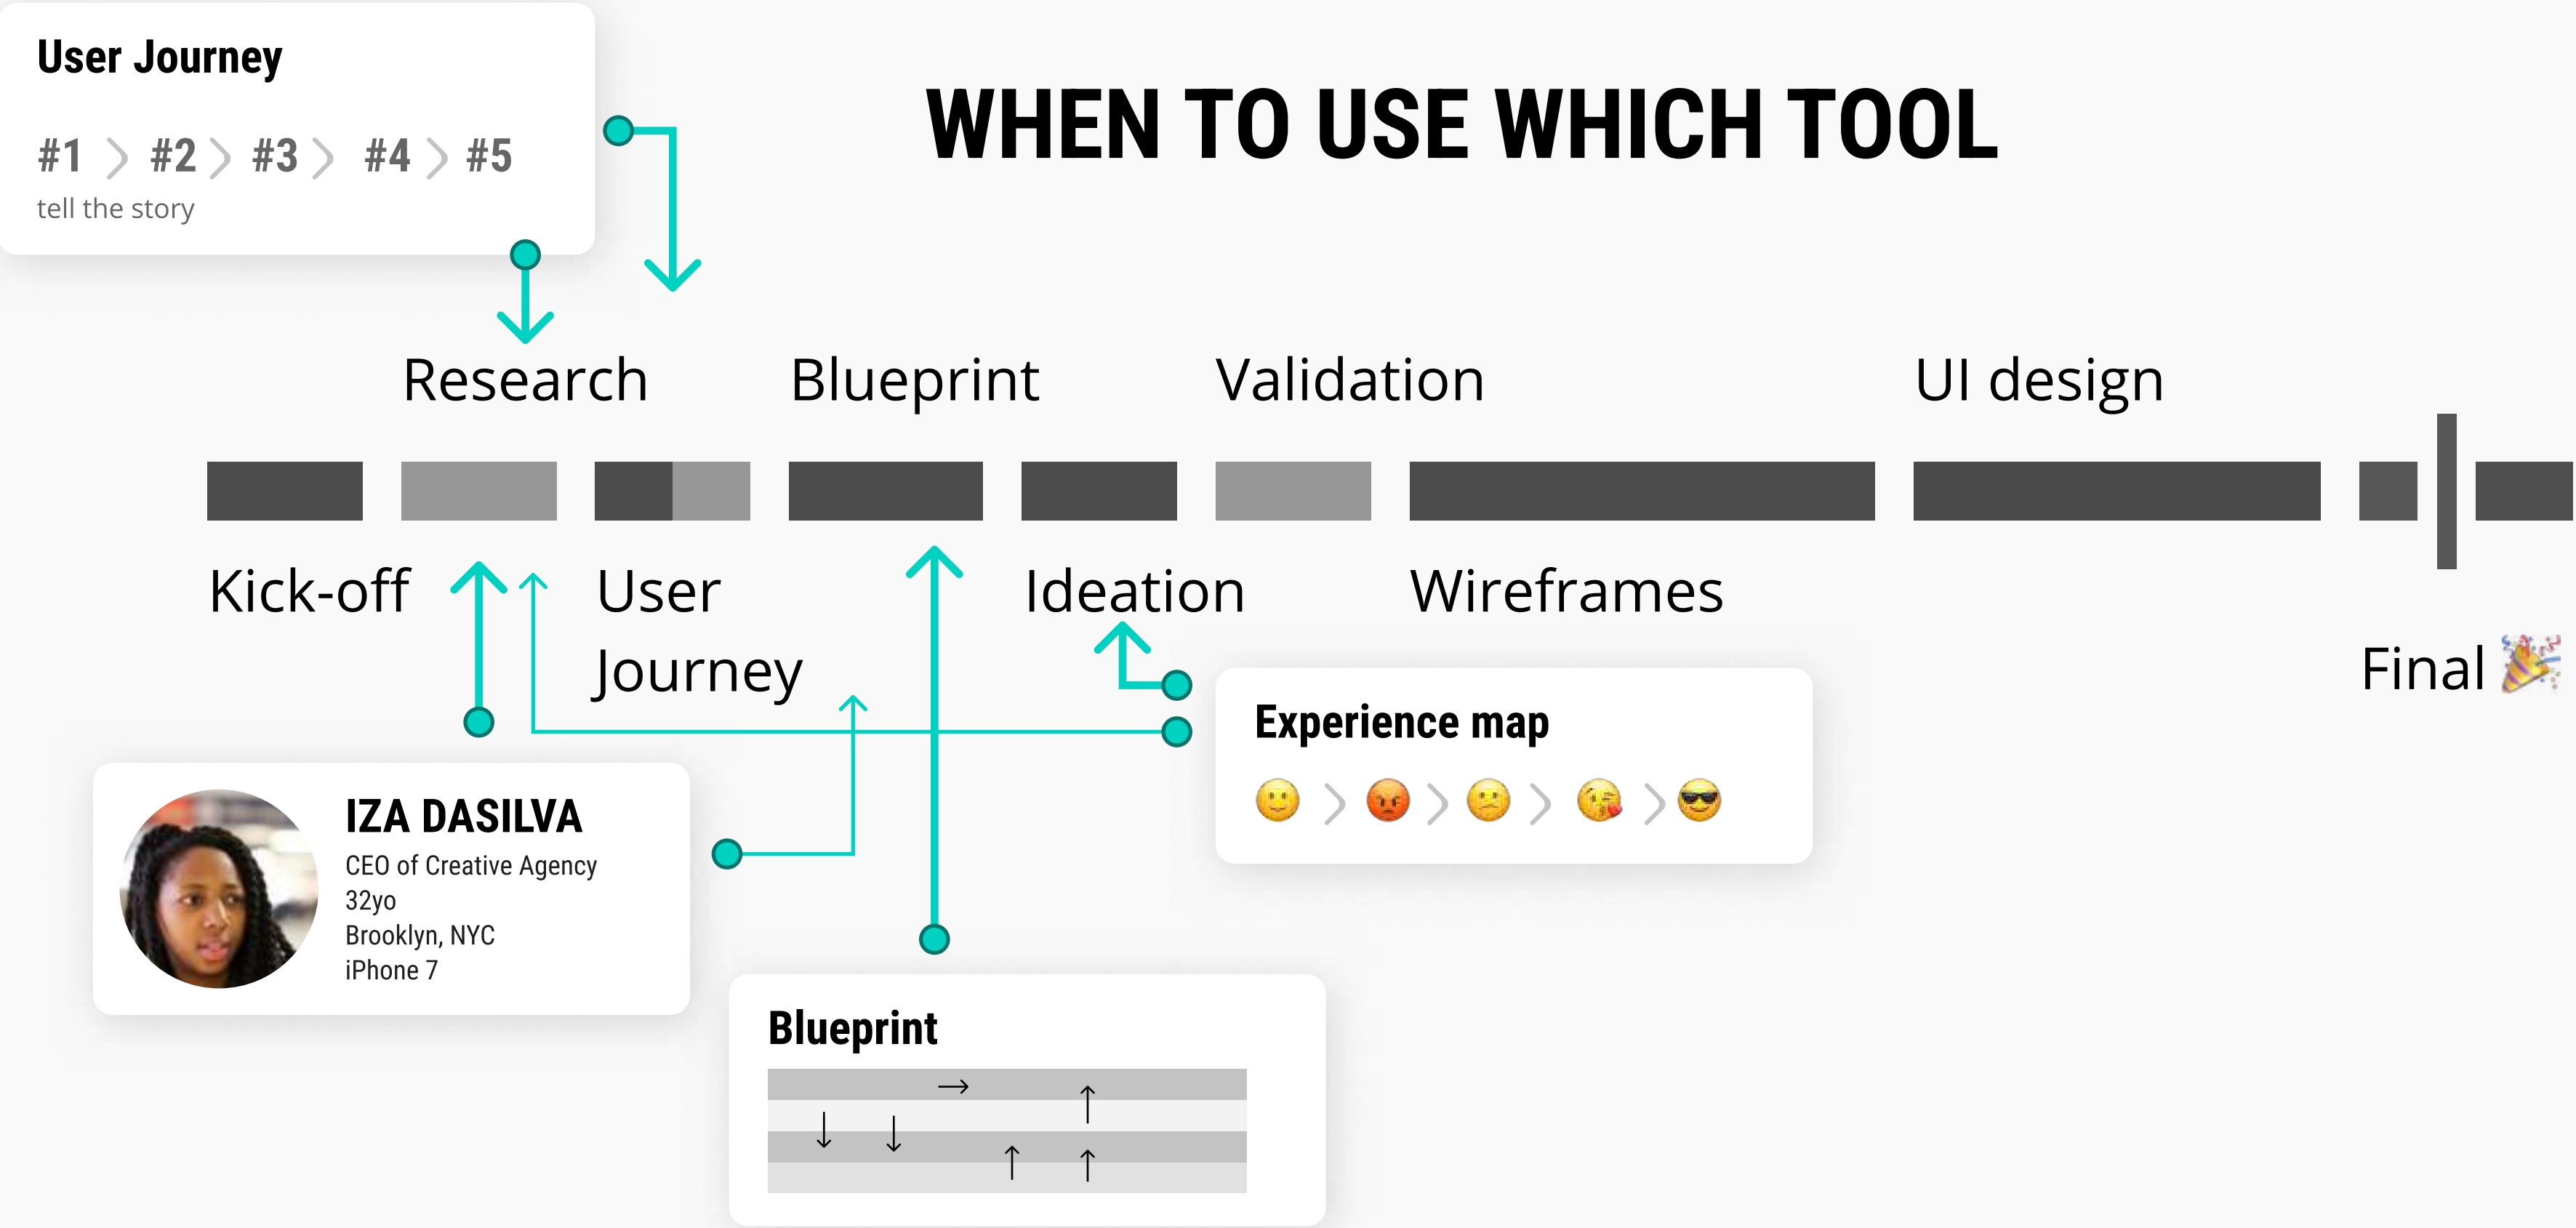 User Journey
#1 #2 #3 #4 #5
tell the story
WHEN TO USE WHICH TOOL
Research
Blueprint
Validation
UI design
Kick-off
User
Journey
Ideation
Wireframes
Final
IZA DASILVA
CEO of Creative Agency
32yo
Brooklyn, NYC
iPhone 7
Experience map
Blueprint